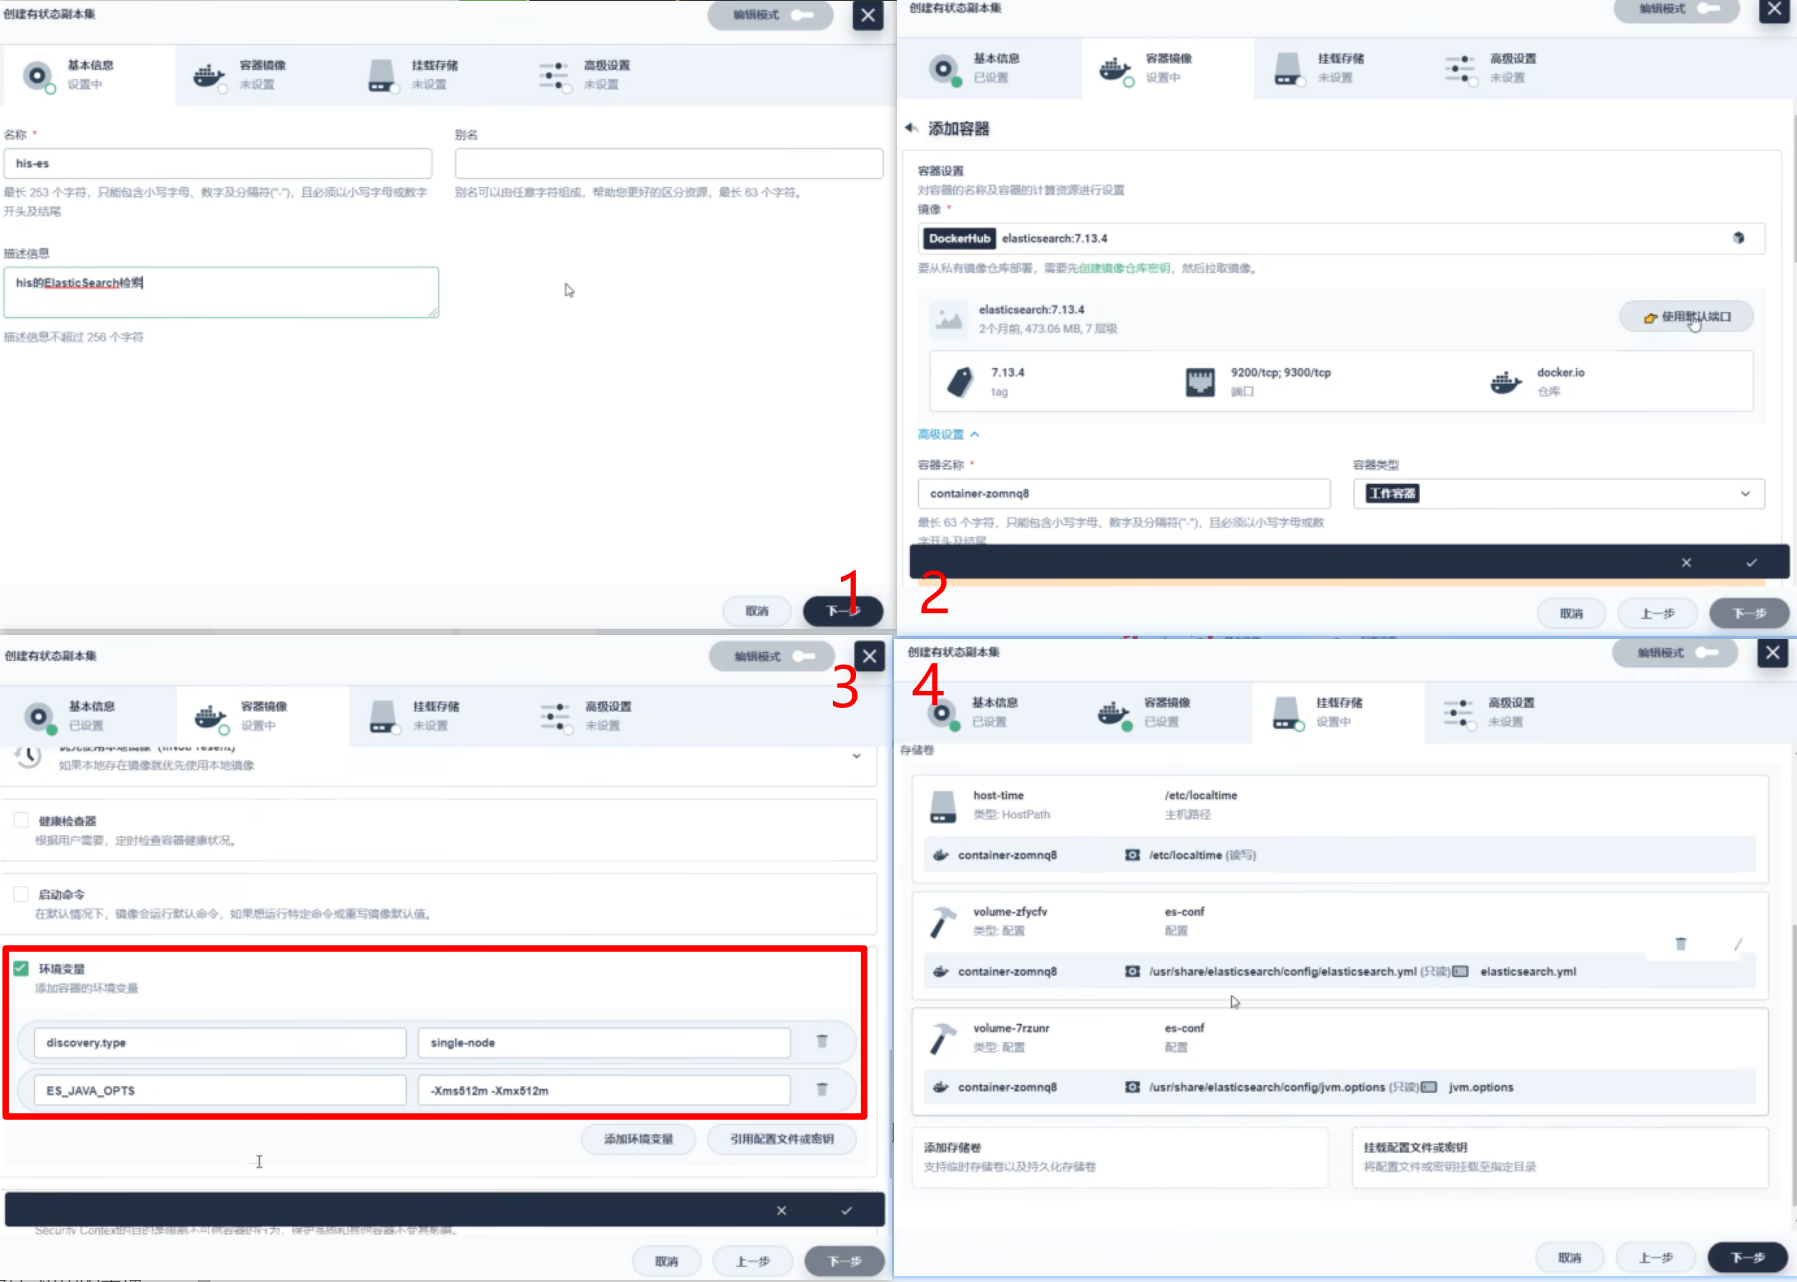 创建有状态副本集
编辑模式
基本信息
设置中
容器镜像
未设置
挂载存储
未设置
高级设置
未设置
名称 *
别名
his-es
最长 253 个字符，只能包含小写字母、数字及分隔符("-")，且必须以小写字母或数字
开头及结尾
别名可以由任意字符组成，帮助您更好的区分资源，最长 63 个字符。
描述信息
his的ElasticSearch检索
描述信息不超过 256 个字符
取消
下一步
1
创建有状态副本集
编辑模式
基本信息
已设置
容器镜像
设置中
挂载存储
未设置
高级设置
未设置
添加容器
容器设置
对容器的名称及容器的计算资源进行设置
镜像 *
DockerHub elasticsearch:7.13.4
要从私有镜像仓库部署，需要先创建镜像仓库密钥，然后拉取镜像。
elasticsearch:7.13.4
2个月前, 473.06 MB, 7 层级
使用默认端口
7.13.4
tag
9200/tcp; 9300/tcp
端口
docker.io
仓库
高级设置
容器名称 *
容器类型
container-zomnq8
工作容器
最长 63 个字符，只能包含小写字母、数字及分隔符("-")，且必须以小写字母或数
字开头及结尾
2
取消
上一步
下一步
创建有状态副本集
编辑模式
3
基本信息
已设置
容器镜像
设置中
挂载存储
未设置
高级设置
未设置
优先使用本地镜像 (IfNotPresent)
如果本地存在镜像就优先使用本地镜像
健康检查器
根据用户需要，定时检查容器健康状况。
启动命令
在默认情况下，镜像会运行默认命令，如果想运行特定命令或重写镜像默认值。
环境变量
添加容器的环境变量
discovery.type
single-node
ES_JAVA_OPTS
-Xms512m -Xmx512m
添加环境变量
引用配置文件或密钥
取消
上一步
下一步
创建有状态副本集
编辑模式
4
基本信息
已设置
容器镜像
已设置
挂载存储
设置中
高级设置
未设置
存储卷
host-time
类型: HostPath
/etc/localtime
主机路径
container-zomnq8
/etc/localtime (读写)
volume-zfycfv
类型: 配置
es-conf
配置
container-zomnq8
/usr/share/elasticsearch/config/elasticsearch.yml (只读) elasticsearch.yml
volume-7rzunr
类型: 配置
es-conf
配置
container-zomnq8
/usr/share/elasticsearch/config/jvm.options (只读) jvm.options
添加存储卷
支持临时存储卷以及持久化存储卷
挂载配置文件或密钥
将配置文件或密钥挂载至指定目录
取消
上一步
下一步